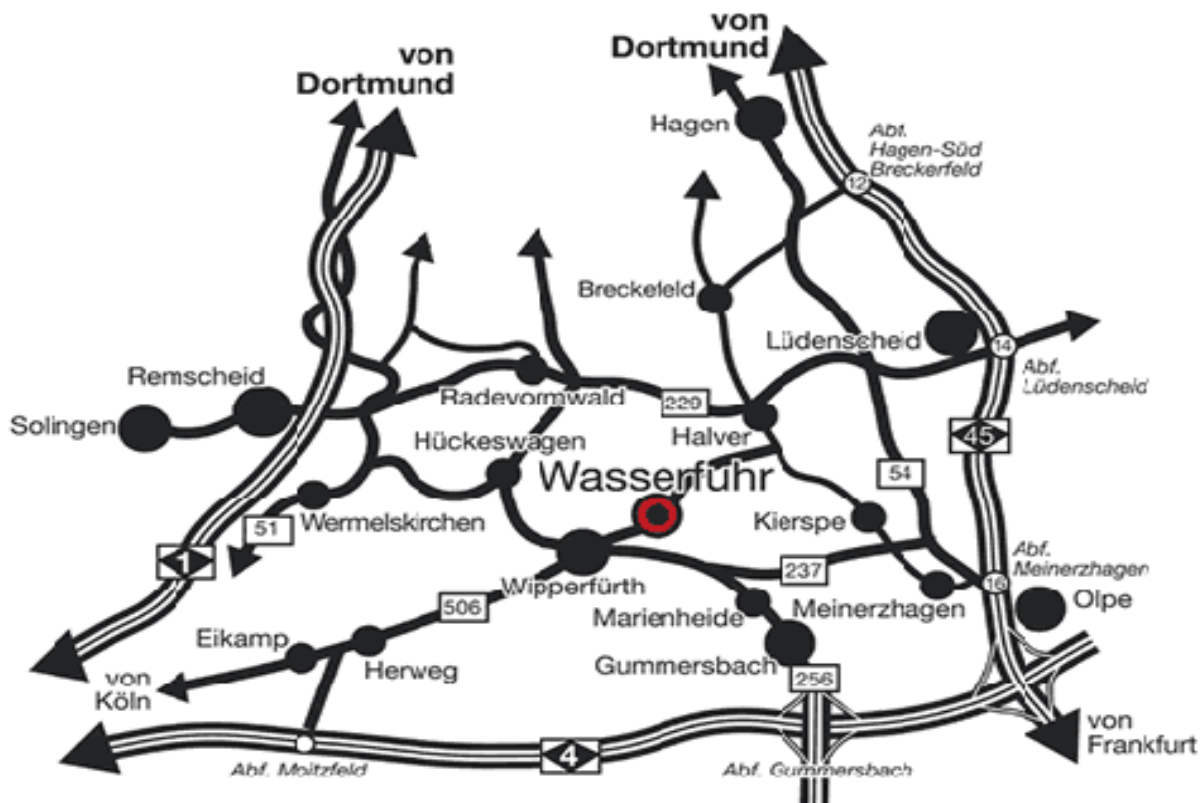 von
Dortmund
von
Dortmund
Hagen
Abf.
Hagen-Süd
Breckerfeld
12
Breckefeld
Lüdenscheid
14
Abf.
Lüdenscheid
Remscheid
Solingen
Radevormwald
229
Halver
45
Hückeswagen
Wasserfuhr
54
Wermelskirchen
51
Kierspe
1
Wipperfürth
237
Abf.
Meinerzhagen
16
Olpe
506
Marienheide
Meinerzhagen
Eikamp
Herweg
Gummersbach
256
von
Köln
von
Frankfurt
4
Abf. Moitzfeld
Abf. Gummersbach